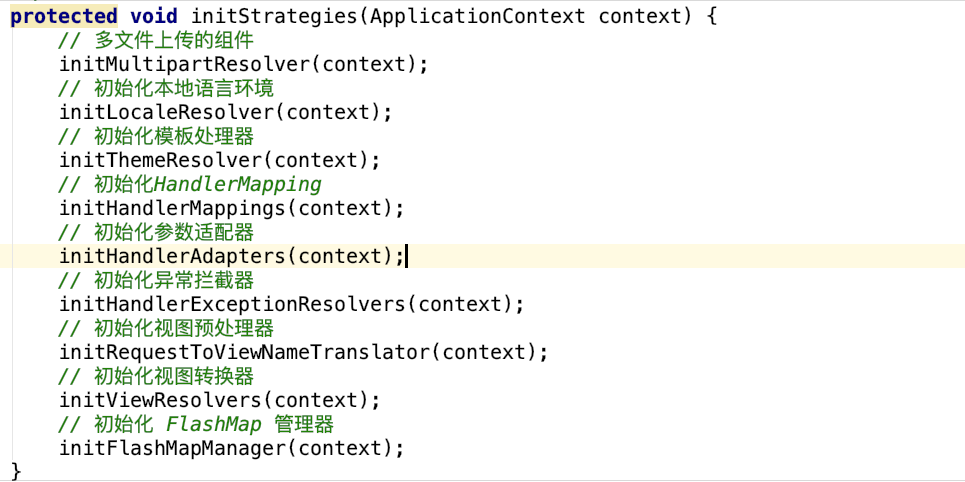 protected void initStrategies(ApplicationContext context) {
    // 多文件上传的组件
    initMultipartResolver(context);
    // 初始化本地语言环境
    initLocaleResolver(context);
    // 初始化模板处理器
    initThemeResolver(context);
    // 初始化HandlerMapping
    initHandlerMappings(context);
    // 初始化参数适配器
    initHandlerAdapters(context);
    // 初始化异常拦截器
    initHandlerExceptionResolvers(context);
    // 初始化视图预处理器
    initRequestToViewNameTranslator(context);
    // 初始化视图转换器
    initViewResolvers(context);
    // 初始化 FlashMap 管理器
    initFlashMapManager(context);
}